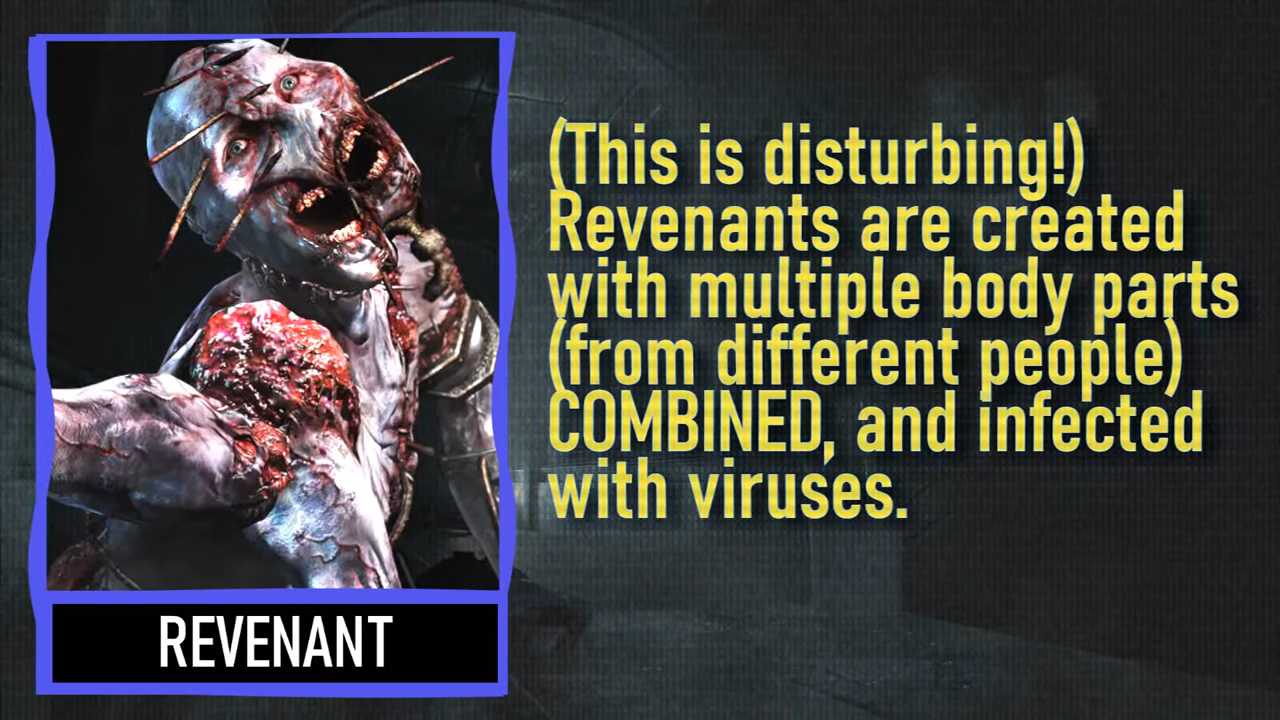 (This is disturbing!)
Revenants are created
with multiple body parts
(from different people)
COMBINED, and infected
with viruses.
REVENANT